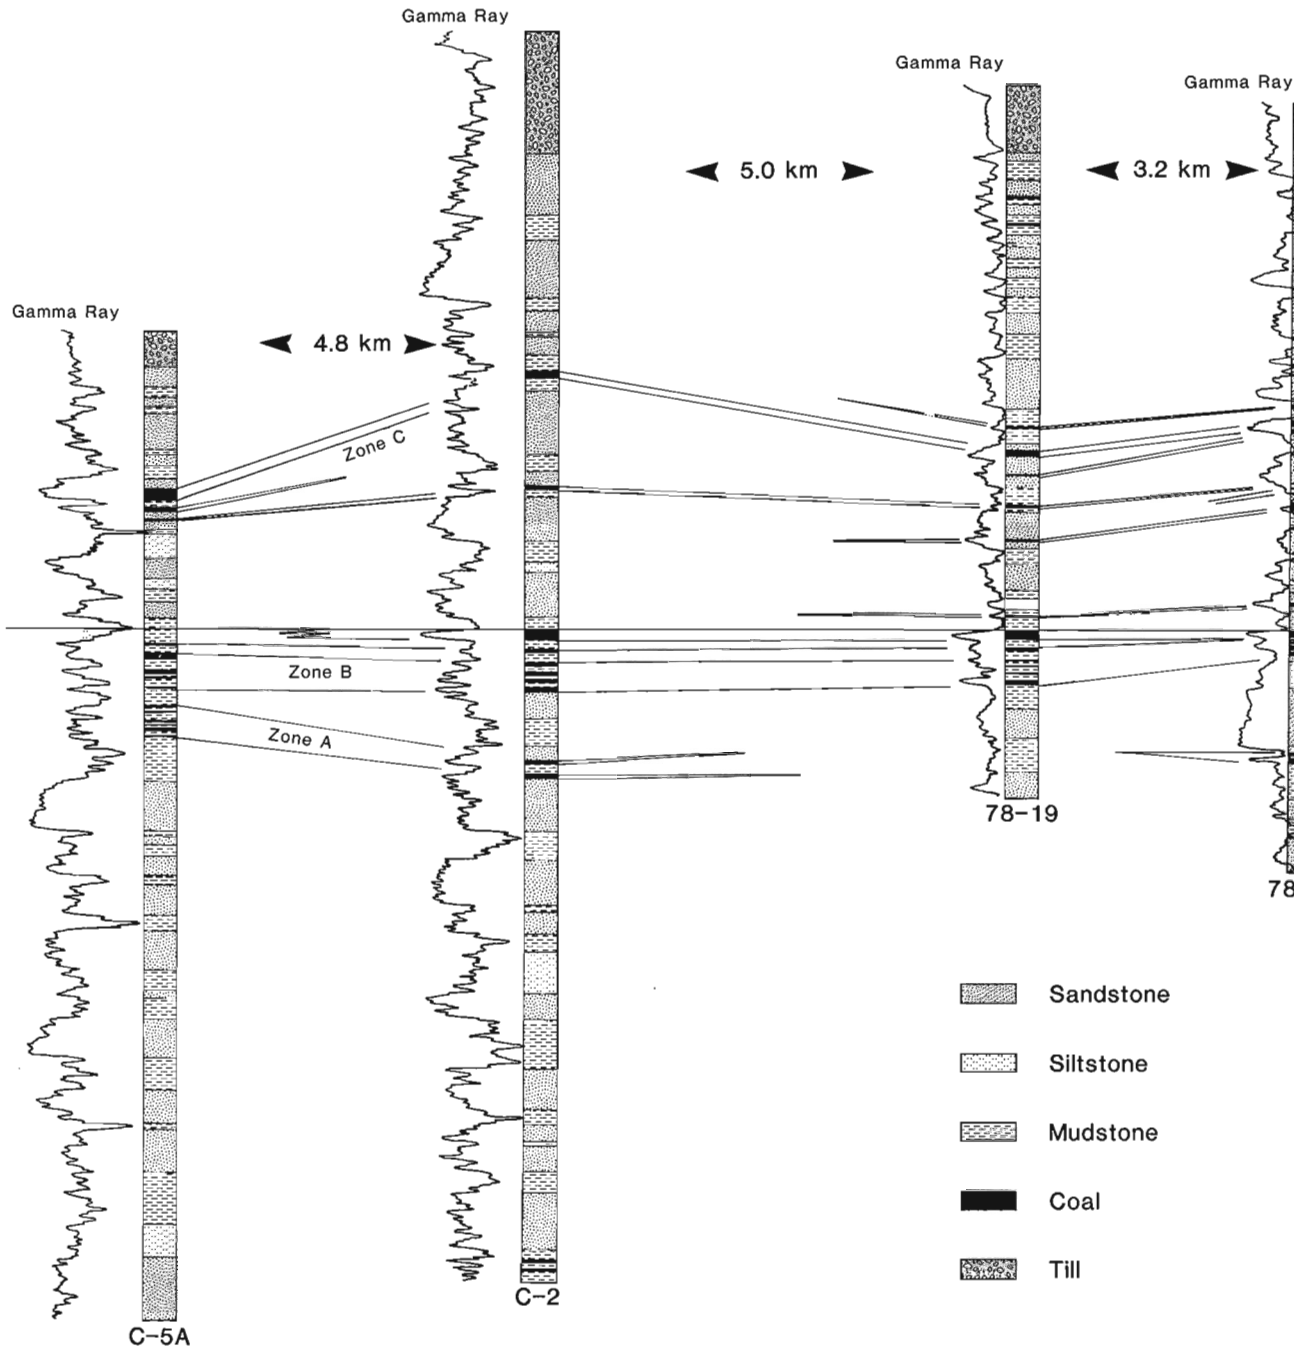 Gamma Ray
Gamma Ray
Gamma Ray
Gamma Ray
5.0 km
3.2 km
4.8 km
Zone C
Zone B
Zone A
78-19
78
Sandstone
Siltstone
Mudstone
Coal
Till
C-2
C-5A